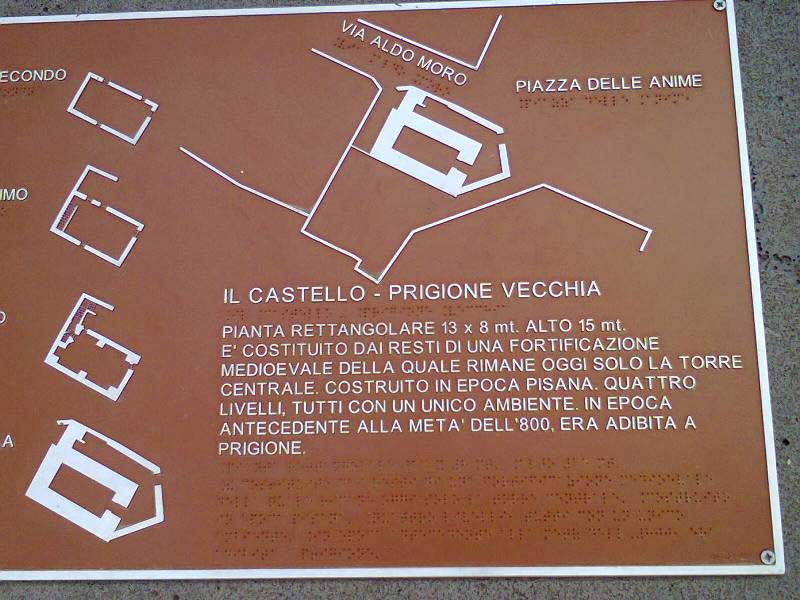 VIA ALDO MORO
PIAZZA DELLE ANIME
ECONDO
IMO
O
A
IL CASTELLO - PRIGIONE VECCHIA
PIANTA RETTANGOLARE 13 x 8 mt. ALTO 15 mt.
E' COSTITUITO DAI RESTI DI UNA FORTIFICAZIONE
MEDIOEVALE DELLA QUALE RIMANE OGGI SOLO LA TORRE
CENTRALE. COSTRUITO IN EPOCA PISANA. QUATTRO
LIVELLI, TUTTI CON UN UNICO AMBIENTE. IN EPOCA
ANTECEDENTE ALLA META' DELL'800, ERA ADIBITA A
PRIGIONE.